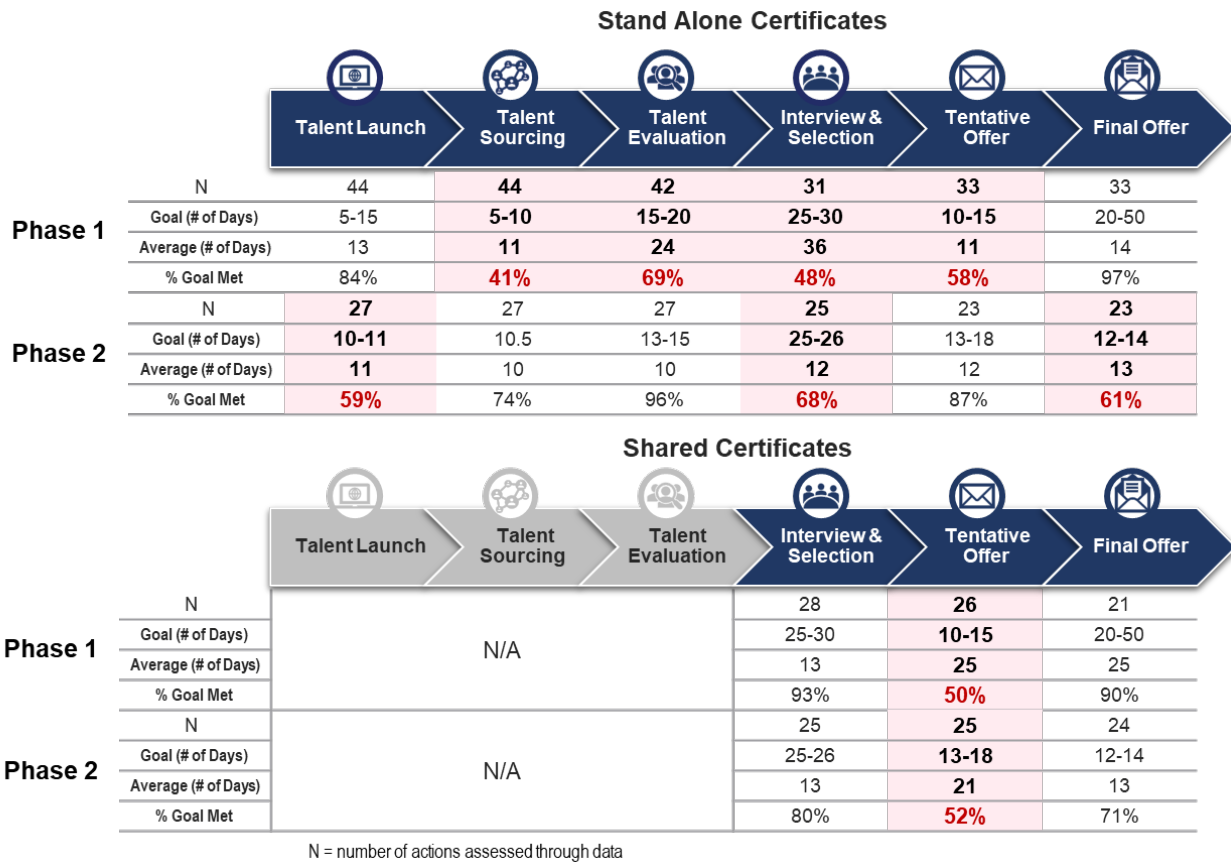 Stand Alone Certificates
Talent Launch
Talent
Sourcing
Talent
Evaluation
Interview &
Selection
Tentative
Offer
Final Offer
Phase 1
N 44 44 42 31 33 33
Goal (# of Days) 5-15 5-10 15-20 25-30 10-15 20-50
Average (# of Days) 13 11 24 36 11 14
% Goal Met 84% 41% 69% 48% 58% 97%
Phase 2
N 27 27 27 25 23 23
Goal (# of Days) 10-11 10.5 13-15 25-26 13-18 12-14
Average (# of Days) 11 10 10 12 12 13
% Goal Met 59% 74% 96% 68% 87% 61%
Shared Certificates
Talent Launch
Talent
Sourcing
Talent
Evaluation
Interview &
Selection
Tentative
Offer
Final Offer
Phase 1
N 28 26 21
Goal (# of Days) 25-30 10-15 20-50
N/A
Average (# of Days) 13 25 25
% Goal Met 93% 50% 90%
Phase 2
N 25 25 24
Goal (# of Days) 25-26 13-18 12-14
N/A
Average (# of Days) 13 21 13
% Goal Met 80% 52% 71%
N = number of actions assessed through data